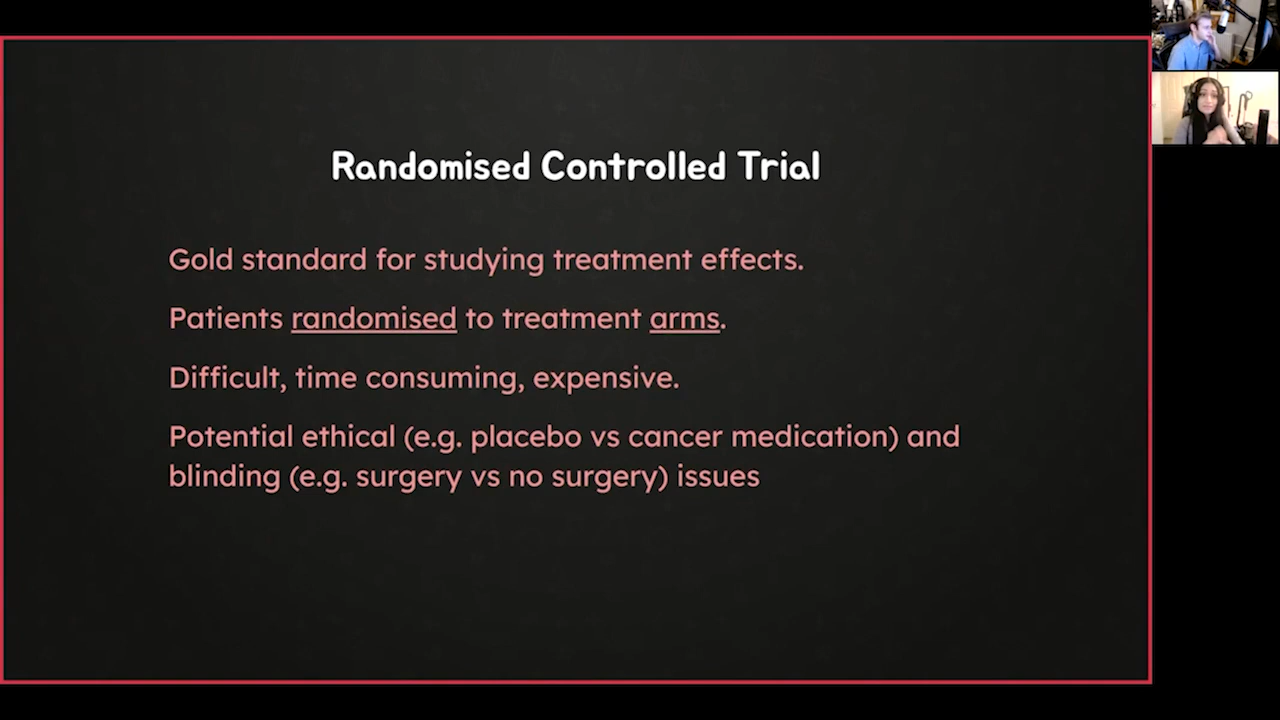 Randomised Controlled Trial
Gold standard for studying treatment effects.
Patients randomised to treatment arms.
Difficult, time consuming, expensive.
Potential ethical (e.g. placebo vs cancer medication) and
blinding (e.g. surgery vs no surgery) issues